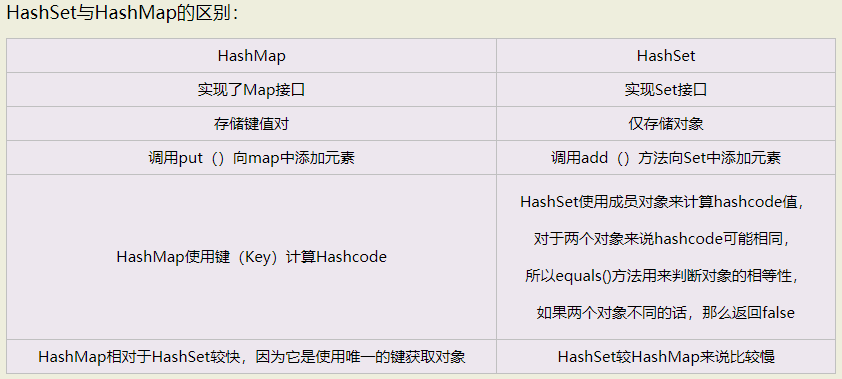 HashSet与HashMap的区别：
HashMap
HashSet
实现了Map接口
实现Set接口
存储键值对
仅存储对象
调用put（）向map中添加元素
调用add（）方法向Set中添加元素
HashMap使用键（Key）计算Hashcode
HashSet使用成员对象来计算hashcode值，
对于两个对象来说hashcode可能相同，
所以equals()方法用来判断对象的相等性，
如果两个对象不同的话，那么返回false
HashMap相对于HashSet较快，因为它是使用唯一的键获取对象
HashSet较HashMap来说比较慢